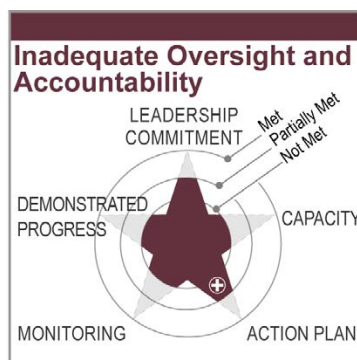 Inadequate Oversight and
Accountability
LEADERSHIP
COMMITMENT
Met
Partially Met
Not Met
DEMONSTRATED
PROGRESS
CAPACITY
MONITORING
ACTION PLAN